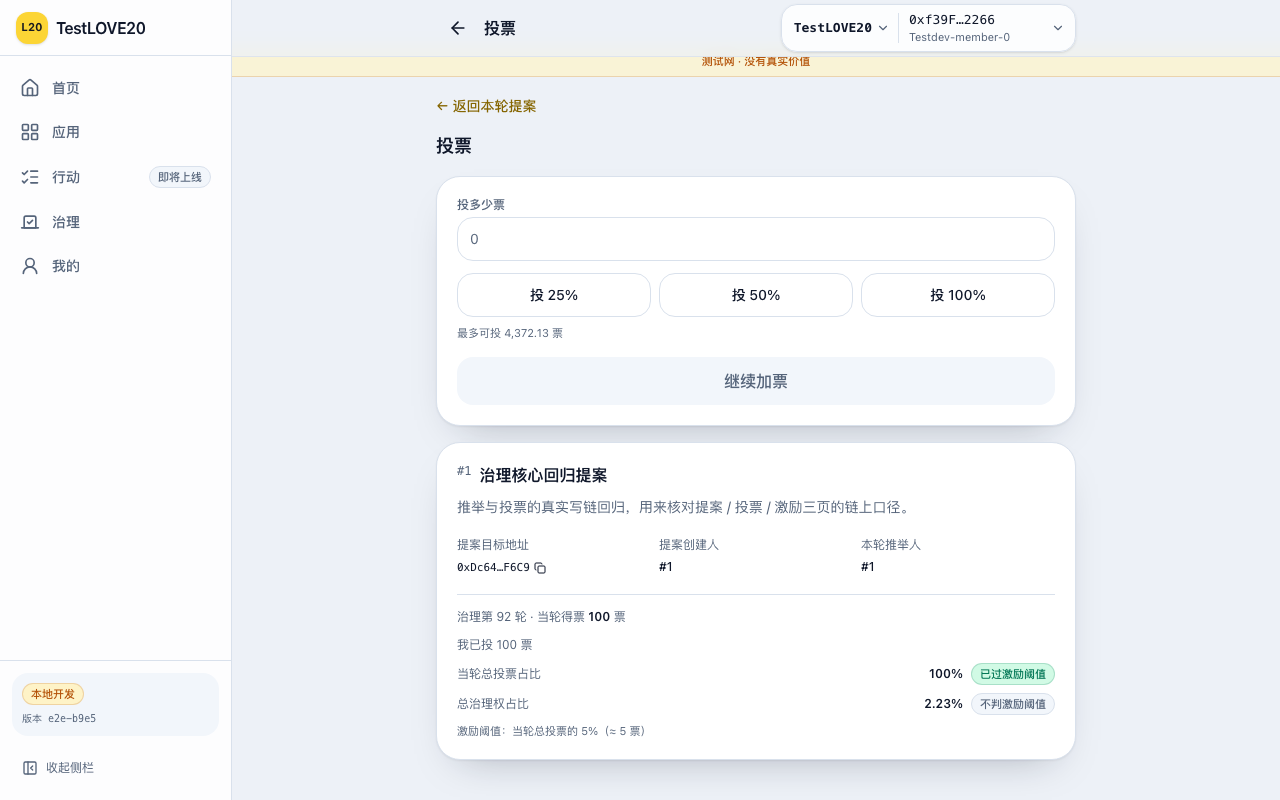 L20 TestLOVE20
首页
应用
行动 即将上线
治理
我的
本地开发
版本 e2e-b9e5
收起侧栏
← 投票
TestLOVE20
0xf39F…2266
Testdev-member-0
测试网 · 没有真实价值
← 返回本轮提案
投票
投多少票
0
投 25% 投 50% 投 100%
最多可投 4,372.13 票
继续加票
#1 治理核心回归提案
推举与投票的真实写链回归，用来核对提案 / 投票 / 激励三页的链上口径。
提案目标地址 提案创建人 本轮推举人
0xDc64…F6C9 #1 #1
治理第 92 轮 · 当轮得票 100 票
我已投 100 票
当轮总投票占比 100% 已过激励阈值
总治理权占比 2.23% 不判激励阈值
激励阈值：当轮总投票的 5%（≈ 5 票）